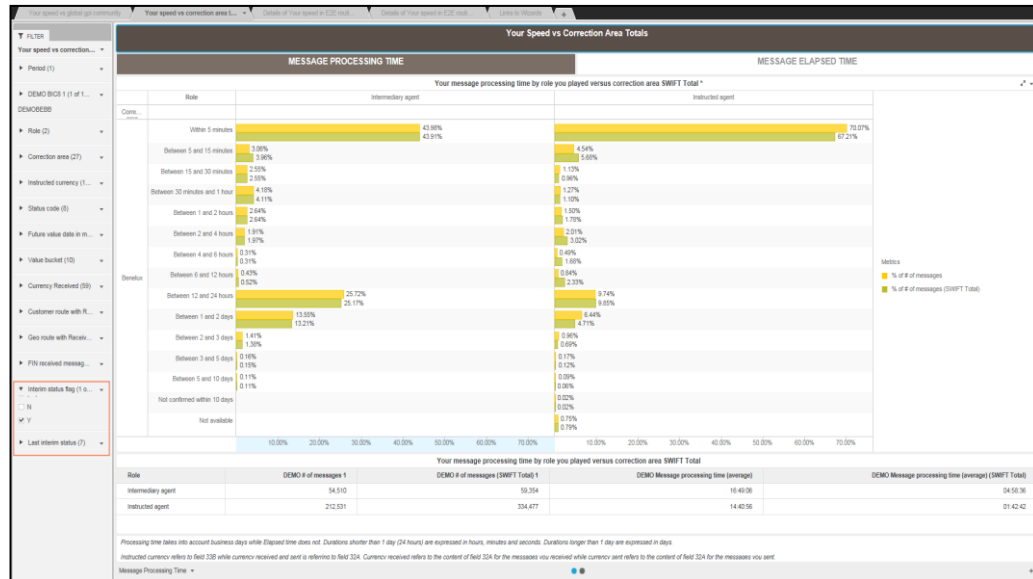 Your speed vs global gpi community
Your speed vs correction area t...
Details of Your speed in E2E routi...
Details of Your speed in E2E routi...
Links to Wizards
FILTER
Your speed vs correction...
Period (1)
DEMO BIC8 1 (1 of 1...
DEMOBEBB
Role (2)
Correction area (27)
Instructed currency (1...
Status code (8)
Future value date in m...
Value bucket (10)
Currency Received (59)
Customer route with R...
Geo route with Receiv...
FIN received messag...
Interim status flag (1 o...
N
Y
Last interim status (7)
Your Speed vs Correction Area Totals
MESSAGE PROCESSING TIME
MESSAGE ELAPSED TIME
Your message processing time by role you played versus correction area SWIFT Total *
Role
Intermediary agent
Instructed agent
Corre...
Benelux
Within 5 minutes 43.91% 70.07% 67.21%
Between 5 and 15 minutes 3.06% 3.96% 4.54% 5.68%
Between 15 and 30 minutes 2.55% 2.55% 1.13% 0.96%
Between 30 minutes and 1 hour 4.18% 4.11% 1.27% 1.10%
Between 1 and 2 hours 2.64% 2.64% 1.50% 1.78%
Between 2 and 4 hours 1.91% 1.97% 2.01% 3.02%
Between 4 and 6 hours 0.31% 0.31% 0.49% 1.68%
Between 6 and 12 hours 0.43% 0.52% 0.84% 2.33%
Between 12 and 24 hours 25.72% 25.17% 9.74% 9.85%
Between 1 and 2 days 13.55% 13.21% 6.44% 4.71%
Between 2 and 3 days 1.41% 1.38% 0.96% 0.69%
Between 3 and 5 days 0.16% 0.15% 0.17% 0.12%
Between 5 and 10 days 0.11% 0.11% 0.09% 0.06%
Not confirmed within 10 days 0.02% 0.02%
Not available 0.75% 0.79%
10.00% 20.00% 30.00% 40.00% 50.00% 60.00% 70.00% 10.00% 20.00% 30.00% 40.00% 50.00% 60.00% 70.00%
Metrics
% of # of messages
% of # of messages (SWIFT Total)
Your message processing time by role you played versus correction area SWIFT Total
Role DEMO # of messages 1 DEMO # of messages (SWIFT Total) 1 DEMO Message processing time (average) DEMO Message processing time (average) (SWIFT Total)
Intermediary agent 54,510 59,354 16:49:06 04:58:36
Instructed agent 212,531 334,477 14:40:56 01:42:42
Processing time takes into account business days while Elapsed time does not. Durations shorter than 1 day (24 hours) are expressed in hours, minutes and seconds. Durations longer than 1 day are expressed in days
Instructed currency refers to field 33B while currency received and sent is referring to field 32A. Currency received refers to the content of field 32A for the messages you received while currency sent refers to the content of field 32A for the messages you sent.
Message Processing Time